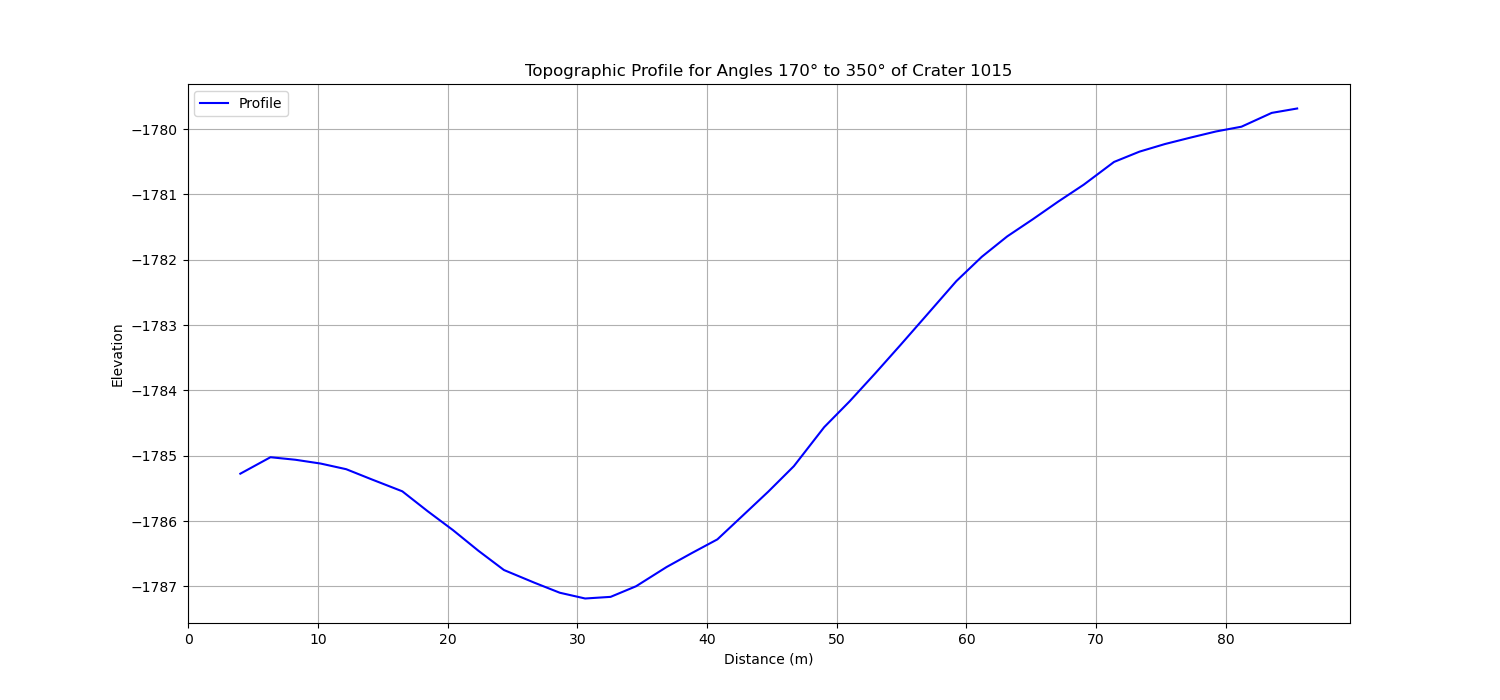 Topographic Profile for Angles 170° to 350° of Crater 1015
Profile
−1780
−1781
−1782
−1783
−1784
−1785
−1786
−1787
Elevation
0 10 20 30 40 50 60 70 80
Distance (m)